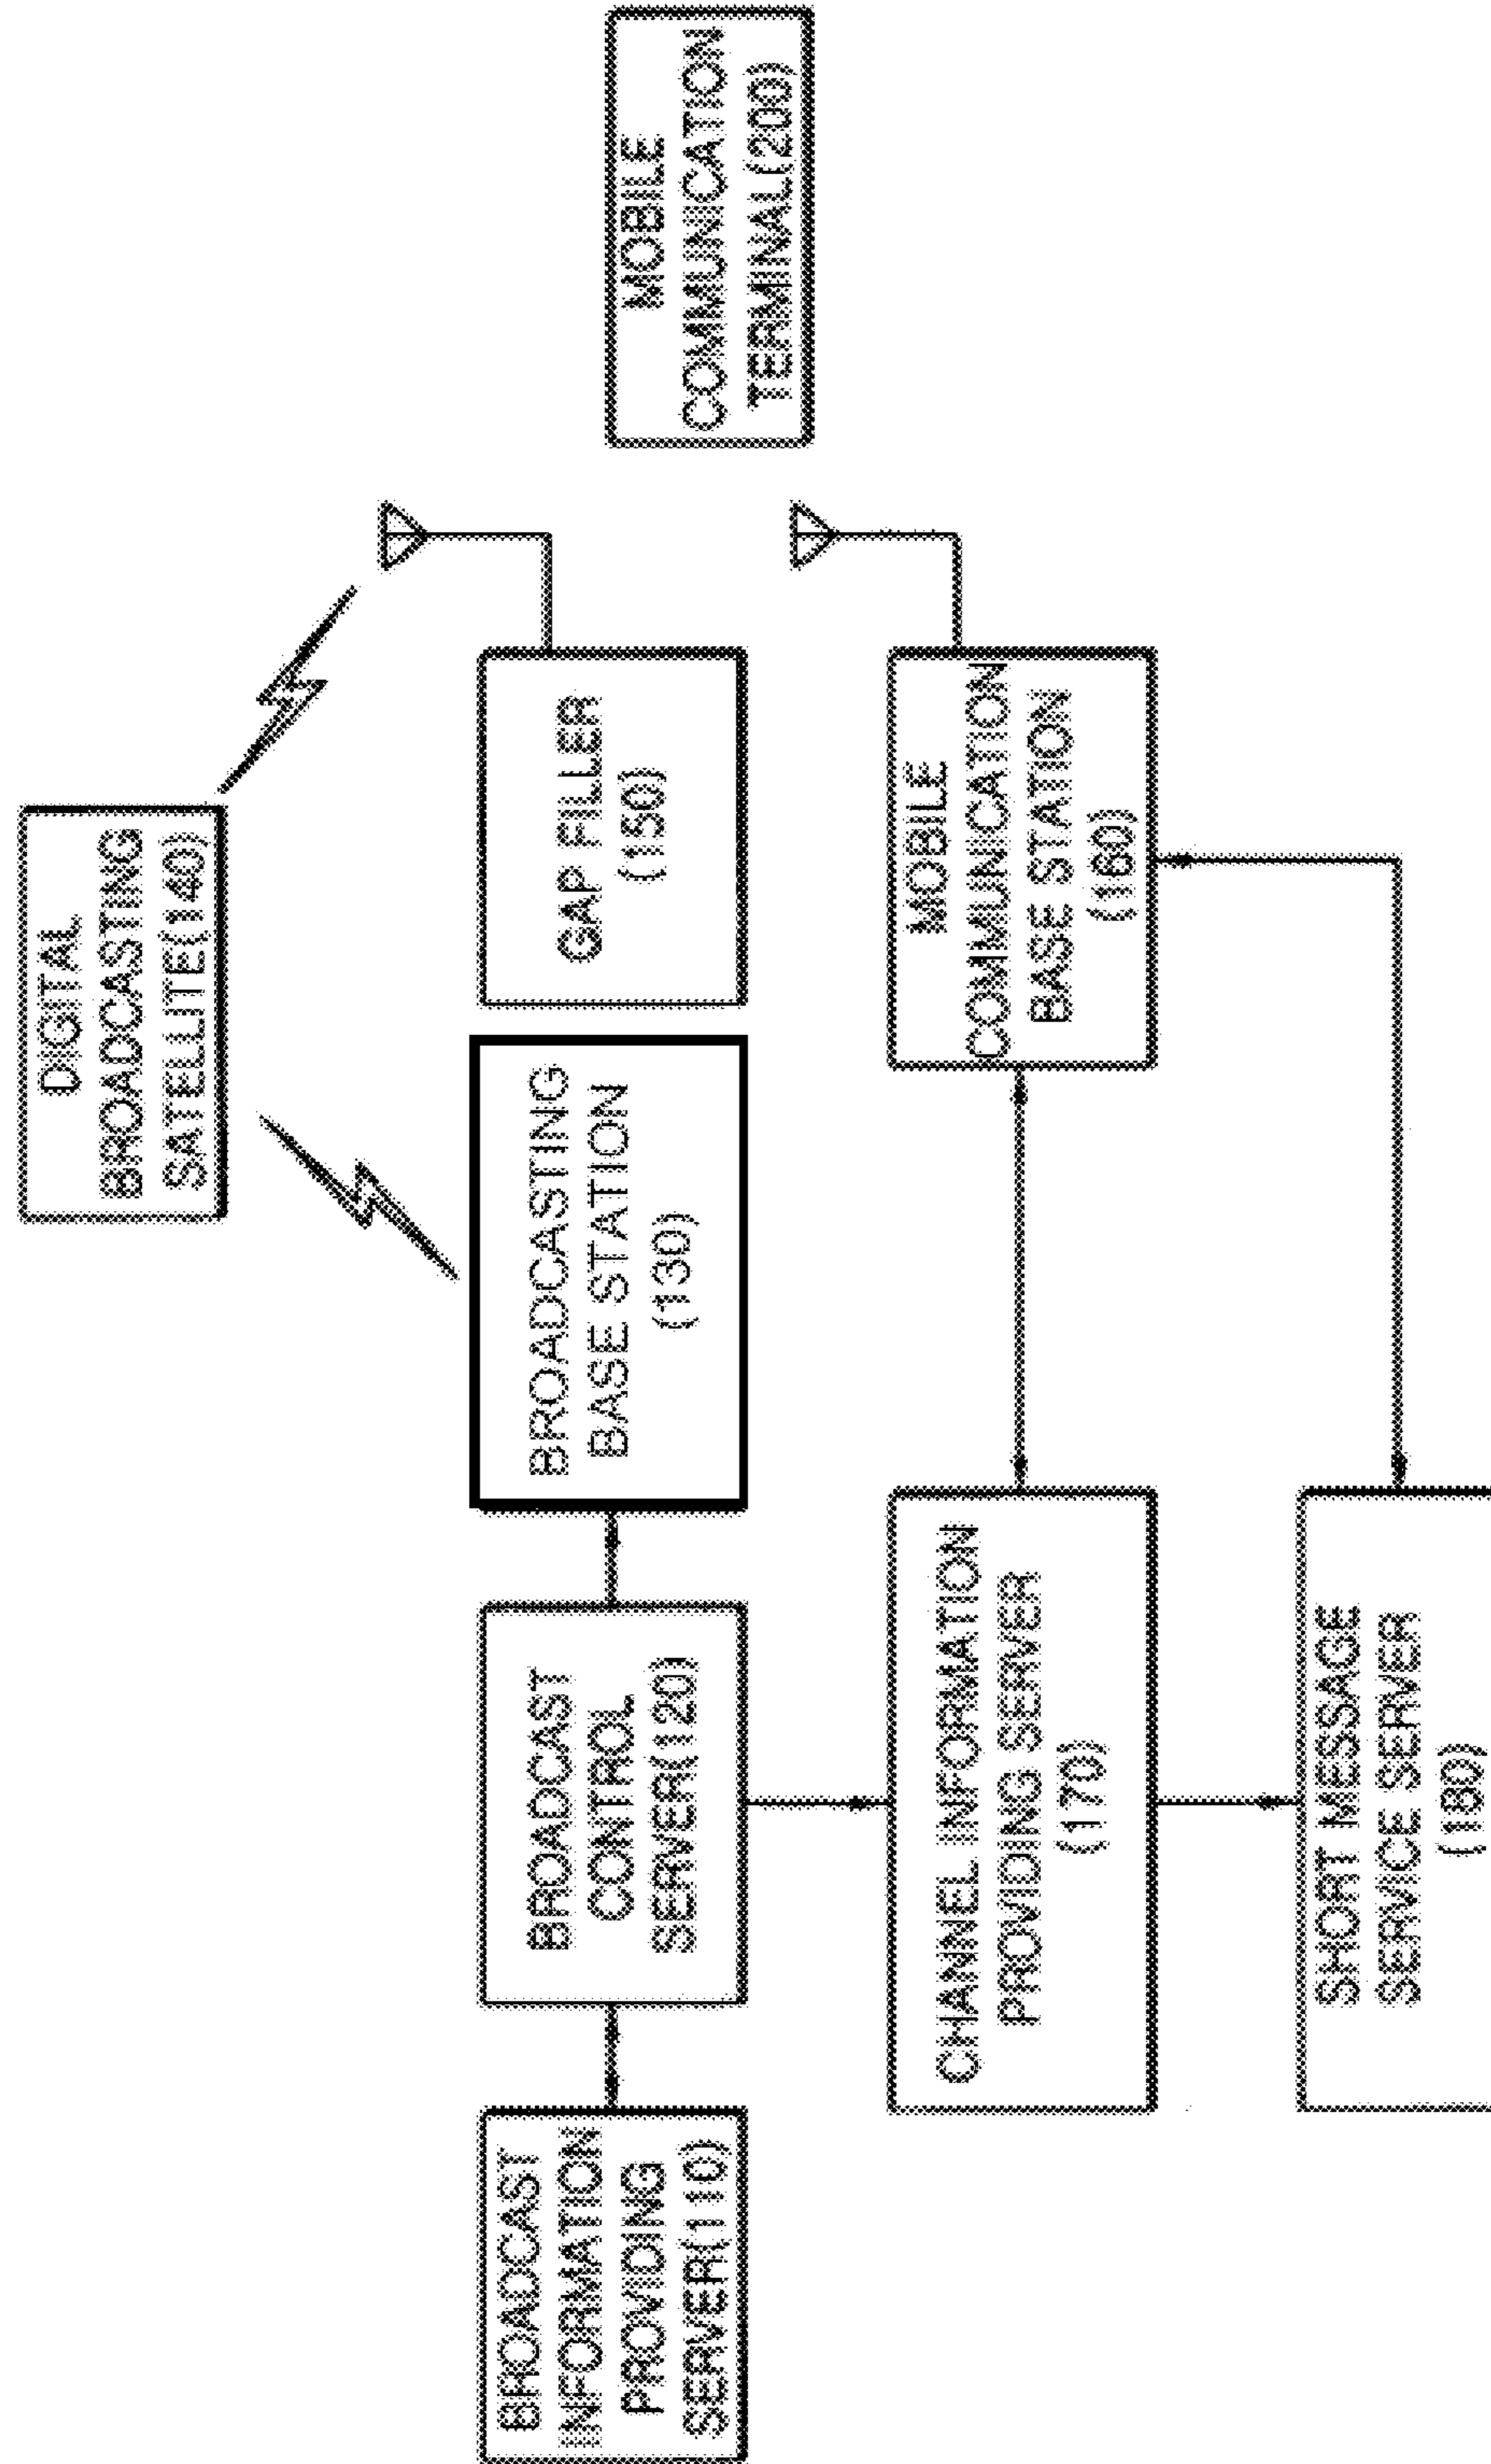 DIGITAL
BROADCASTING
SATELLITE(140)
BROADCAST
INFORMATION
PROVIDING
SERVER(110)
BROADCAST
CONTROL
SERVER(120)
BROADCASTING
BASE STATION
(130)
GAP FILLER
(150)
MOBILE
COMMUNICATION
TERMINAL(200)
CHANNEL INFORMATION
PROVIDING SERVER
(170)
MOBILE
COMMUNICATION
BASE STATION
(160)
SHORT MESSAGE
SERVICE SERVER
(180)